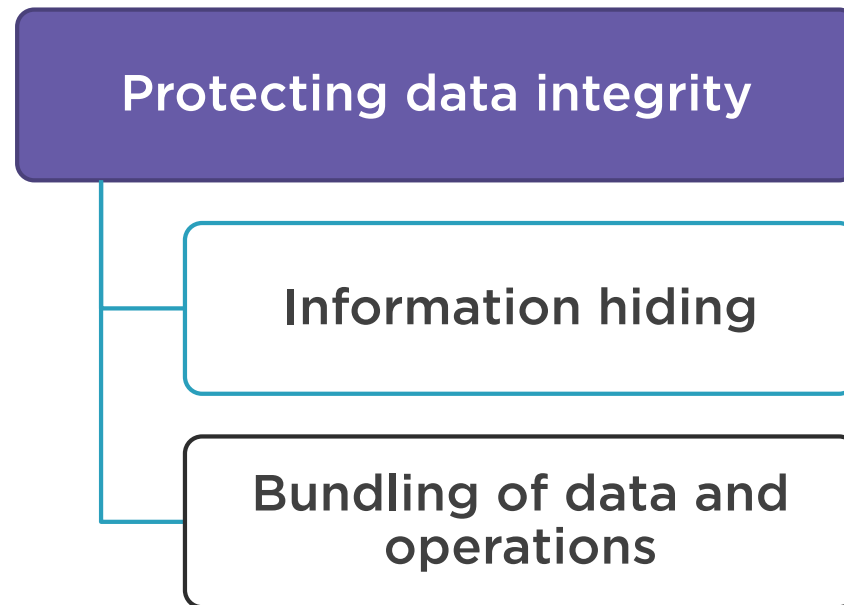 Protecting data integrity
Information hiding
Bundling of data and
operations